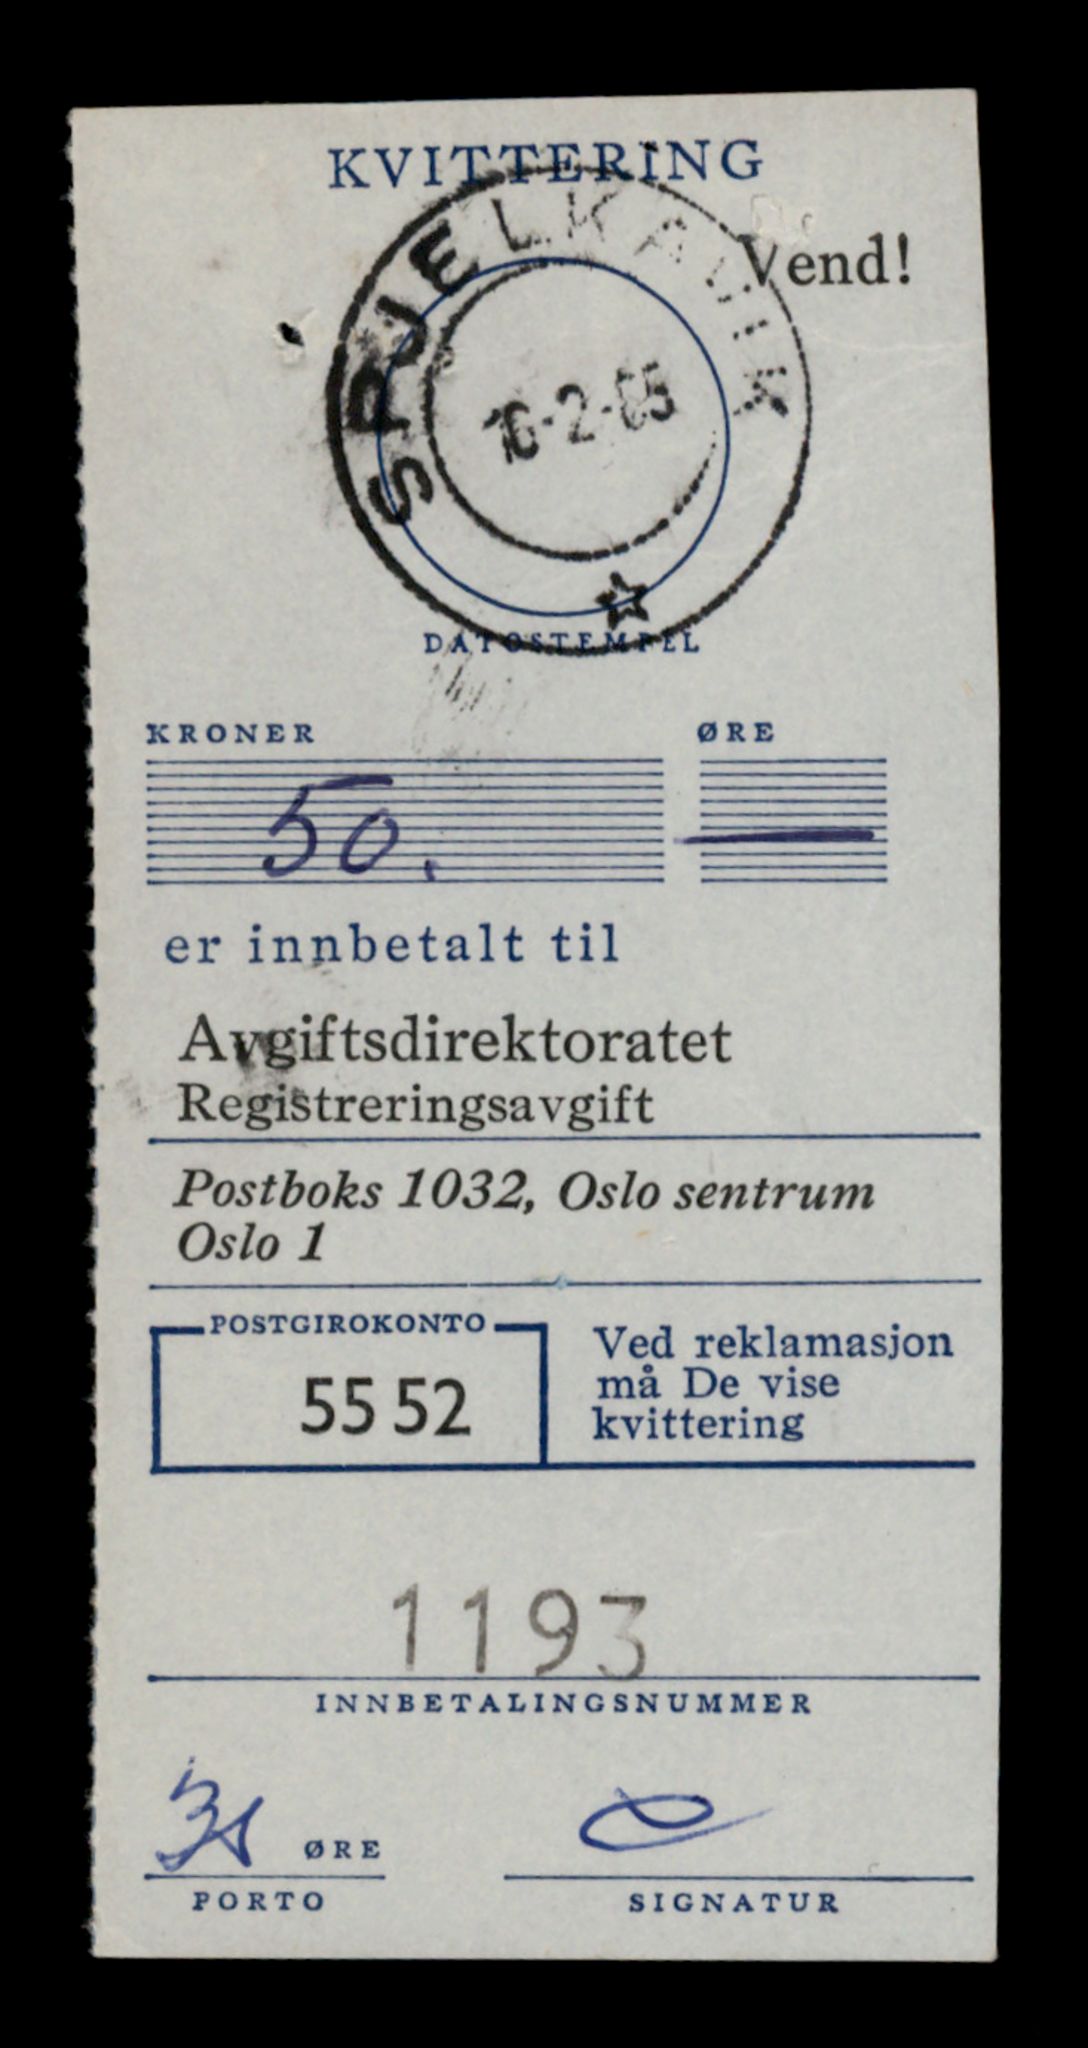 KVITTERING
Vend!
SPJELKAVIK
16-2-65
DATOSTEMPEL
KRONER ØRE
50. —
er innbetalt til
Avgiftsdirektoratet
Registreringsavgift
Postboks 1032, Oslo sentrum
Oslo 1
POSTGIROKONTO
55 52
Ved reklamasjon
må De vise
kvittering
1193
INNBETALINGSNUMMER
ØRE
PORTO SIGNATUR